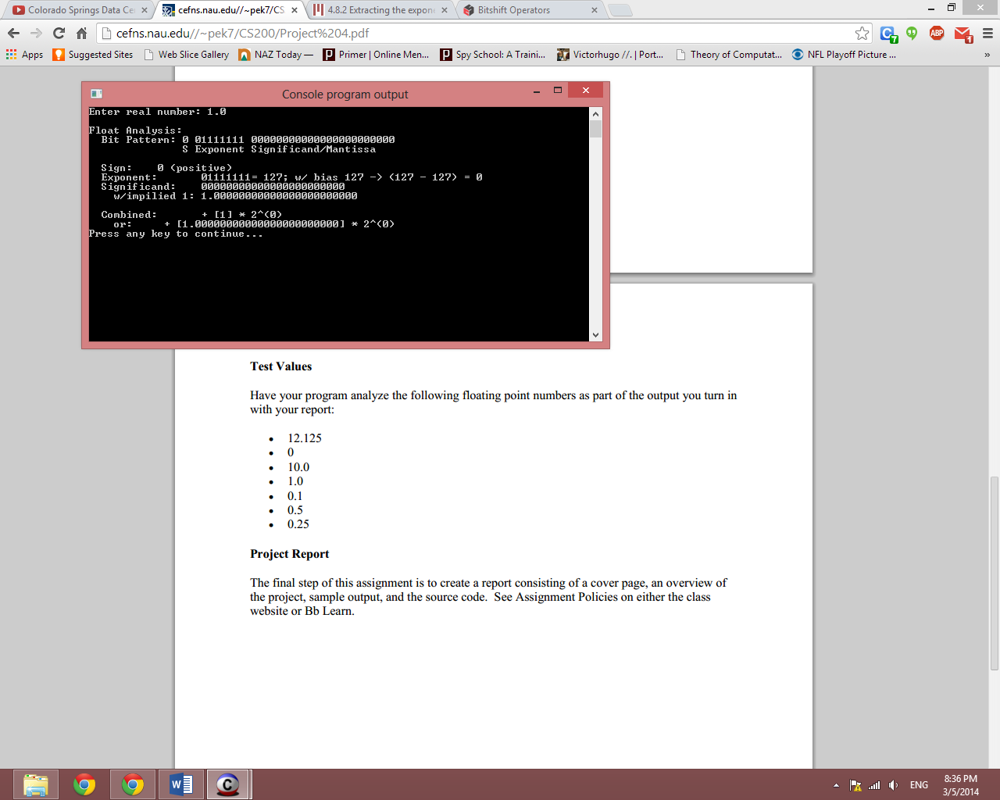 Colorado Springs Data Ce
cefns.nau.edu//~pek7/CS
4.8.2 Extracting the expon
Bitshift Operators
cefns.nau.edu//~pek7/CS200/Project%204.pdf
Apps
Suggested Sites
Web Slice Gallery
NAZ Today —
Primer | Online Men...
Spy School: A Traini...
Victorhugo //. | Port...
Theory of Computat...
NFL Playoff Picture ...
»
Console program output
Enter real number: 1.0
Float Analysis:
Bit Pattern: 0 01111111 00000000000000000000000
S Exponent Significand/Mantissa
Sign: 0 (positive)
Exponent: 01111111= 127; w/ bias 127 -> (127 - 127) = 0
Significand: 00000000000000000000000
w/impilied 1: 1.00000000000000000000000
Combined: + [1] * 2^(0)
or: + [1.00000000000000000000000] * 2^(0)
Press any key to continue...
Test Values
Have your program analyze the following floating point numbers as part of the output you turn in
with your report:
• 12.125
• 0
• 10.0
• 1.0
• 0.1
• 0.5
• 0.25
Project Report
The final step of this assignment is to create a report consisting of a cover page, an overview of
the project, sample output, and the source code. See Assignment Policies on either the class
website or Bb Learn.
ENG
8:36 PM
3/5/2014